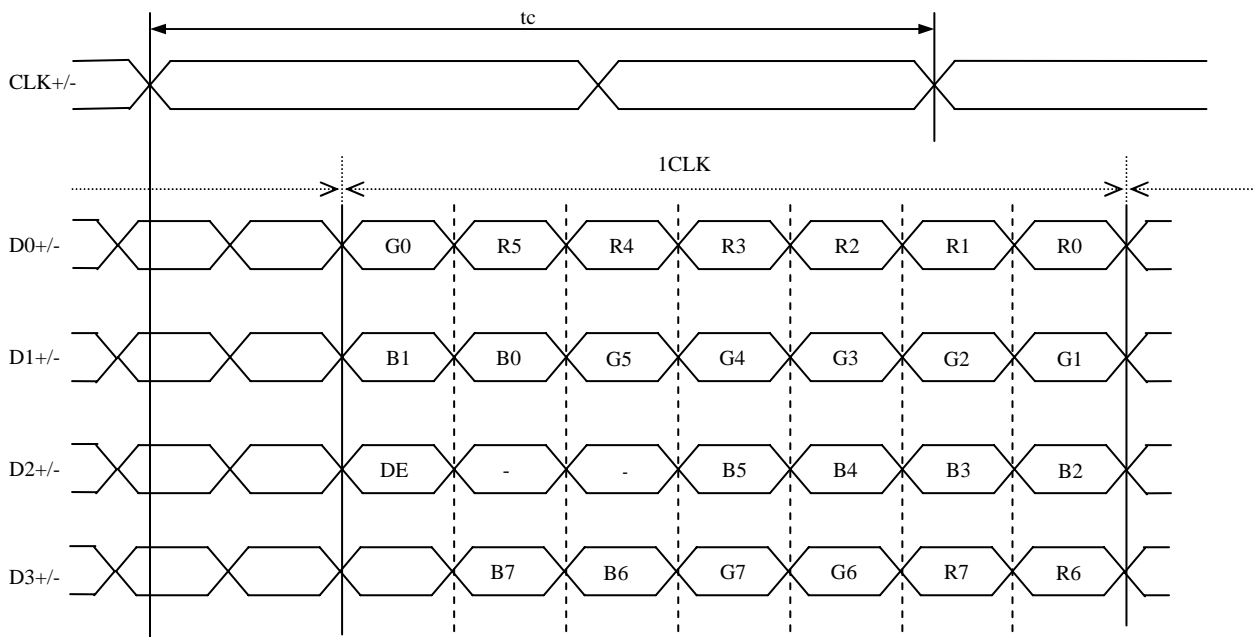 tc
CLK+/-
1CLK
D0+/- G0 R5 R4 R3 R2 R1 R0
D1+/- B1 B0 G5 G4 G3 G2 G1
D2+/- DE - - B5 B4 B3 B2
D3+/- B7 B6 G7 G6 R7 R6